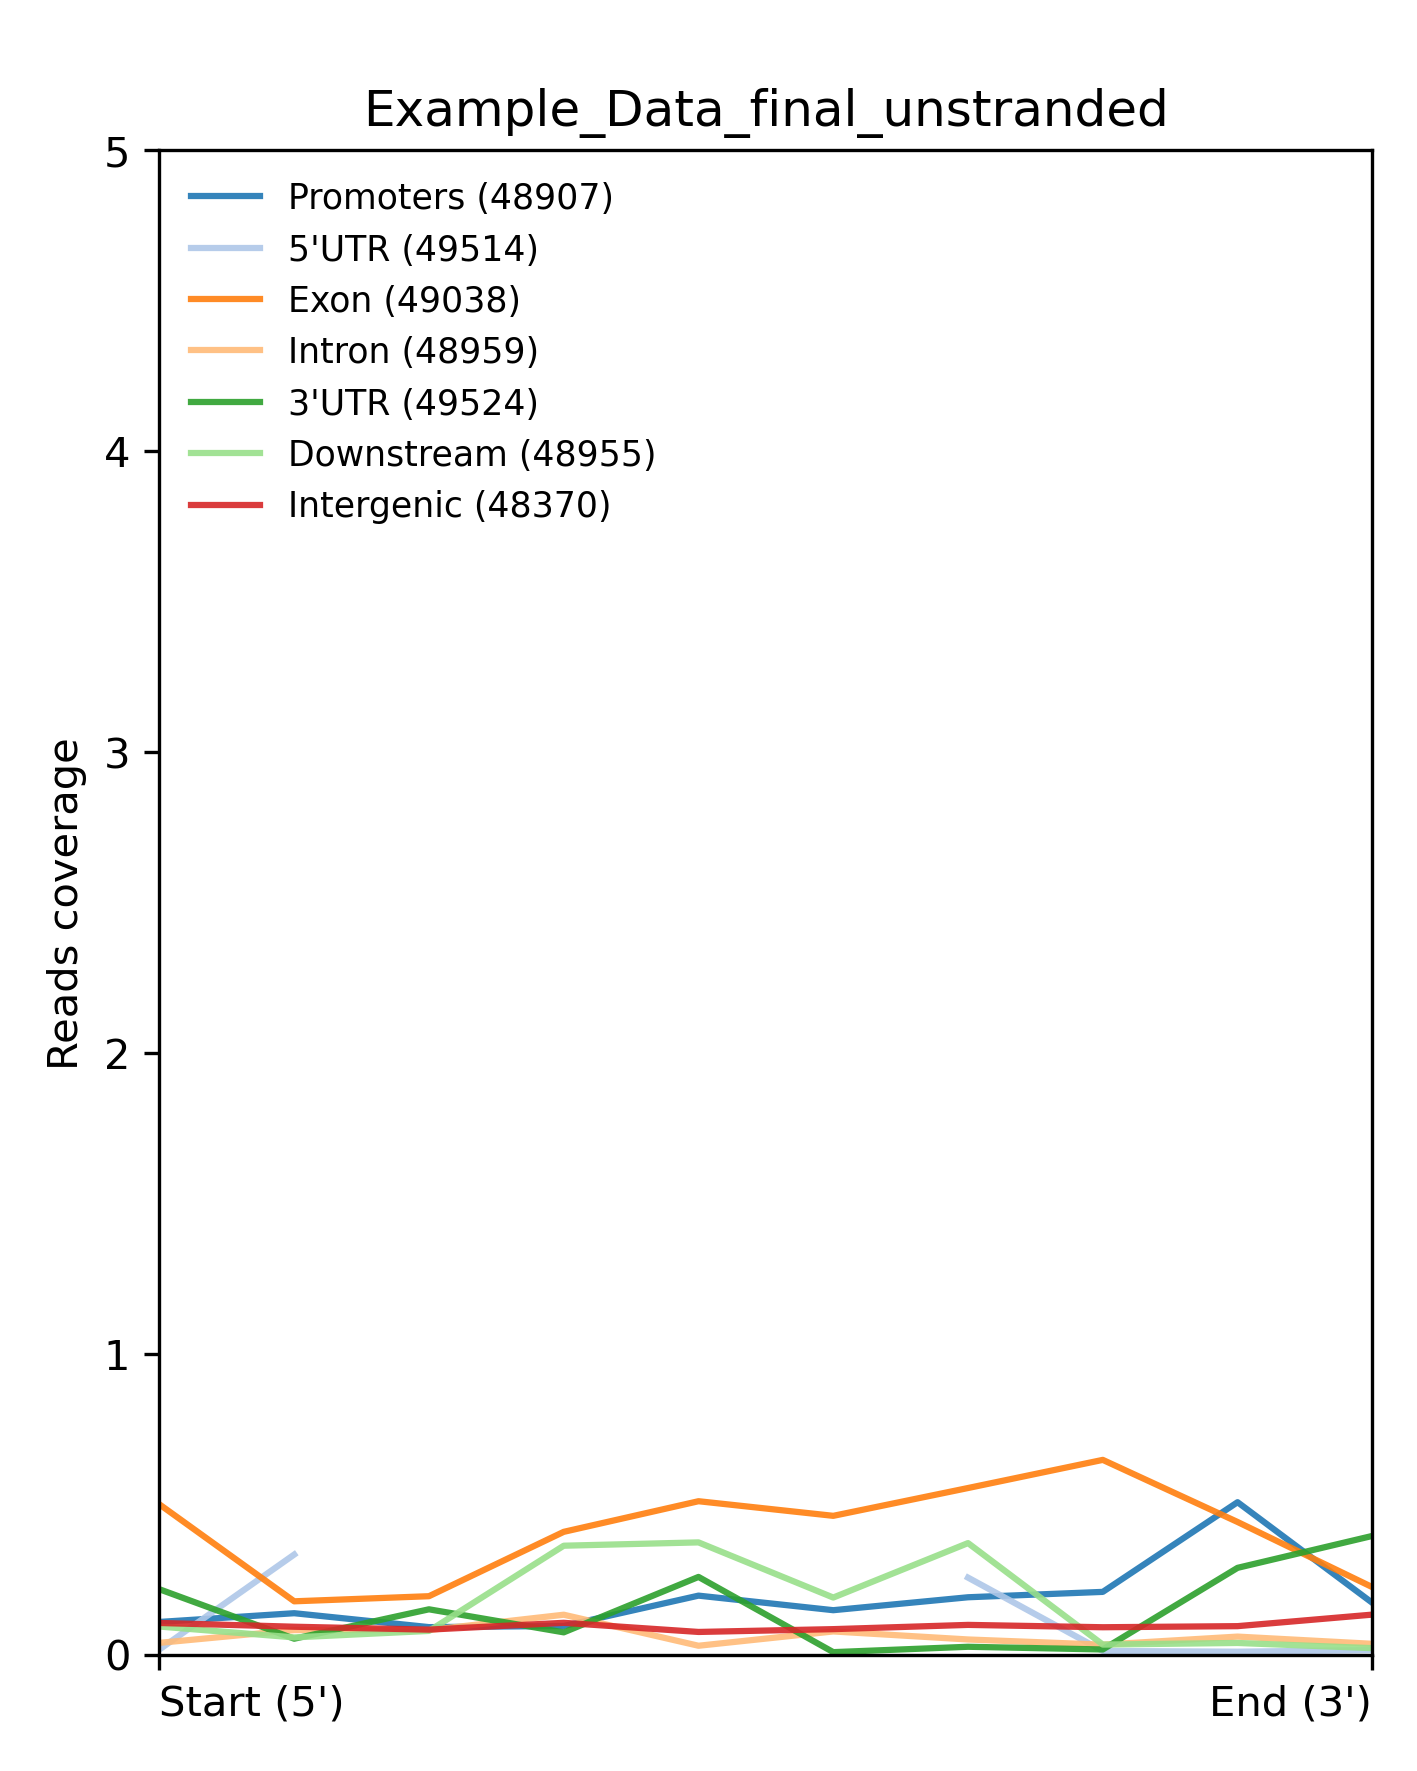 Example_Data_final_unstranded
5
Promoters (48907)
5'UTR (49514)
Exon (49038)
Intron (48959)
3'UTR (49524)
4
Downstream (48955)
Intergenic (48370)
3
Reads coverage
2
1
0
Start (5')
End (3')